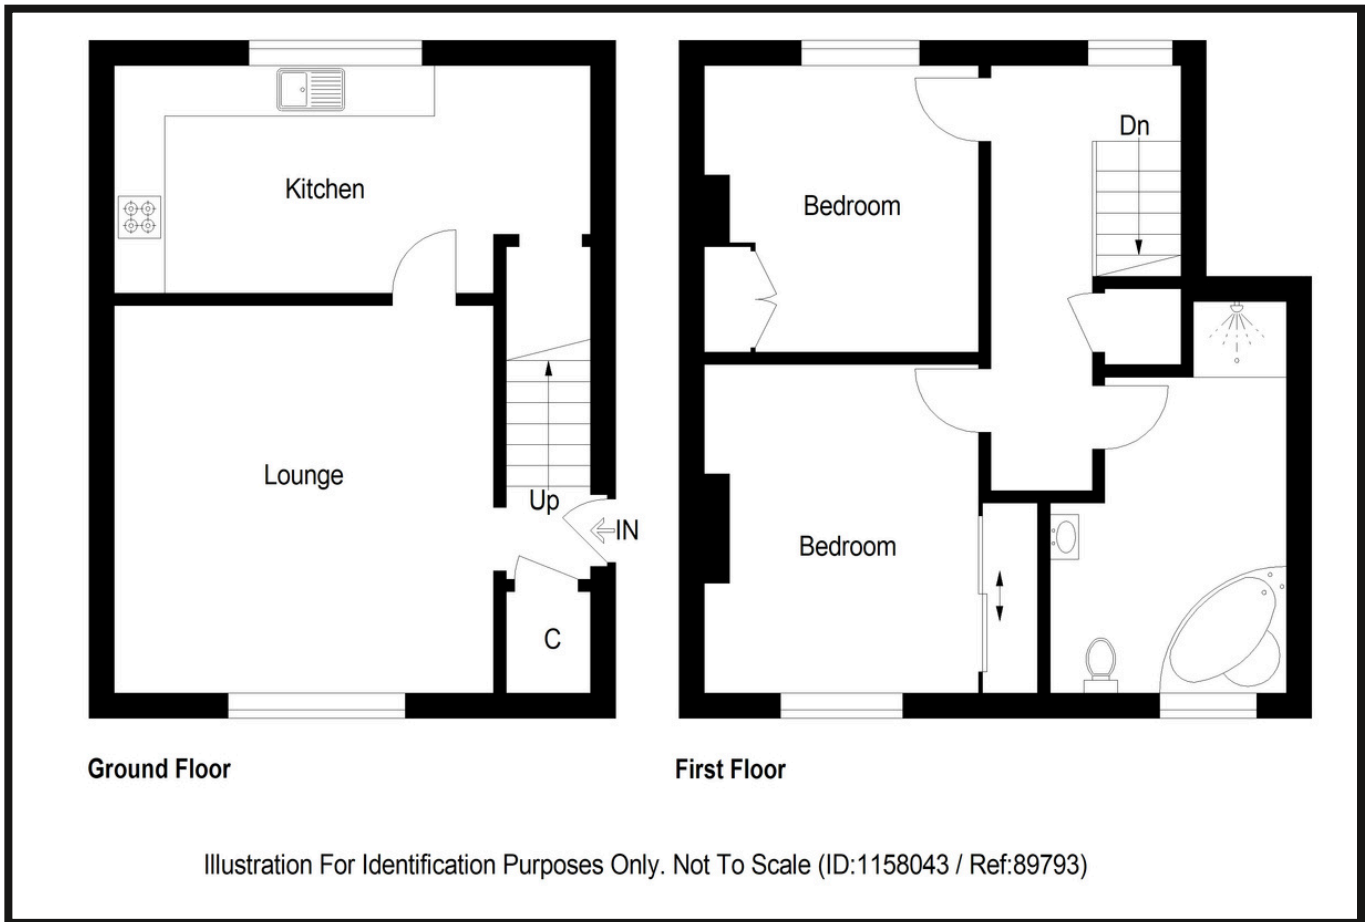 Kitchen
Lounge
Up
IN
C
Ground Floor
Dn
Bedroom
Bedroom
First Floor
Illustration For Identification Purposes Only. Not To Scale (ID:1158043 / Ref:89793)